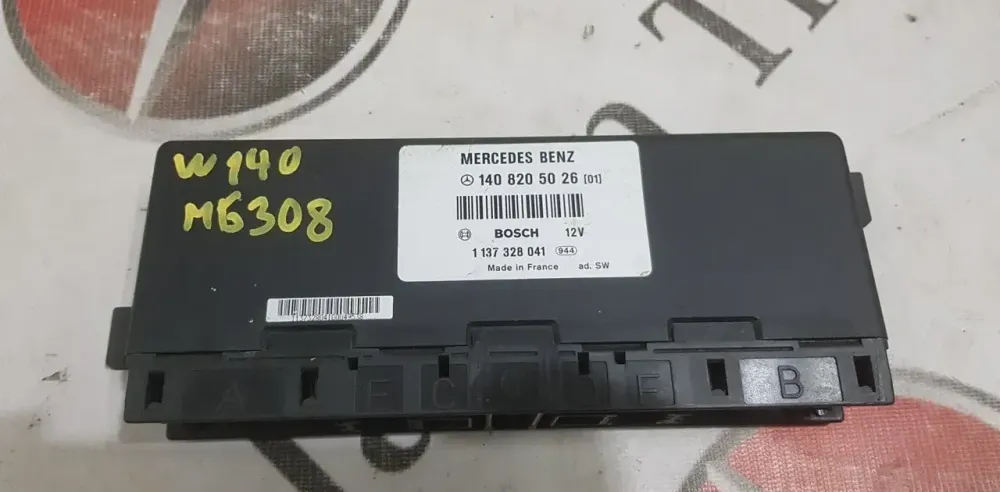 W140
МБ308
MERCEDES BENZ
140 820 50 26 [01]
BOSCH 12V
1 137 328 041 944
Made in France ad. SW
A
B